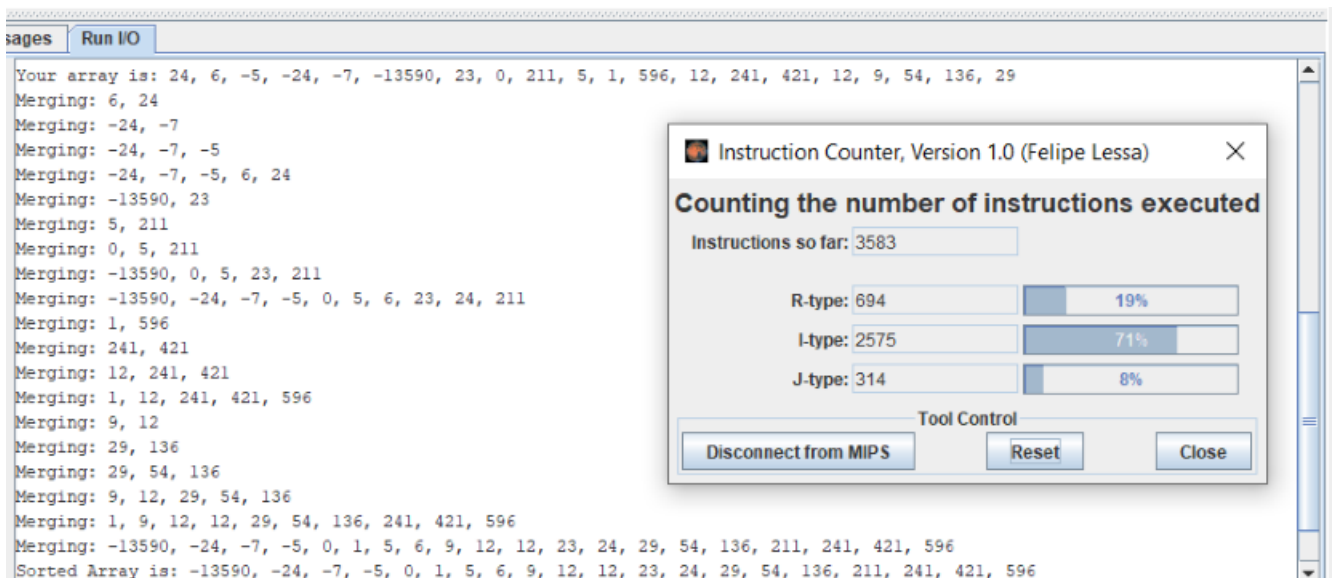 sages Run I/O
Your array is: 24, 6, -5, -24, -7, -13590, 23, 0, 211, 5, 1, 596, 12, 241, 421, 12, 9, 54, 136, 29
Merging: 6, 24
Merging: -24, -7
Merging: -24, -7, -5
Merging: -24, -7, -5, 6, 24
Merging: -13590, 23
Merging: 5, 211
Merging: 0, 5, 211
Merging: -13590, 0, 5, 23, 211
Merging: -13590, -24, -7, -5, 0, 5, 6, 23, 24, 211
Merging: 1, 596
Merging: 241, 421
Merging: 12, 241, 421
Merging: 1, 12, 241, 421, 596
Merging: 9, 12
Merging: 29, 136
Merging: 29, 54, 136
Merging: 9, 12, 29, 54, 136
Merging: 1, 9, 12, 12, 29, 54, 136, 241, 421, 596
Merging: -13590, -24, -7, -5, 0, 1, 5, 6, 9, 12, 12, 23, 24, 29, 54, 136, 211, 241, 421, 596
Sorted Array is: -13590, -24, -7, -5, 0, 1, 5, 6, 9, 12, 12, 23, 24, 29, 54, 136, 211, 241, 421, 596
Instruction Counter, Version 1.0 (Felipe Lessa)
Counting the number of instructions executed
Instructions so far: 3583
R-type: 694 19%
I-type: 2575 71%
J-type: 314 8%
Tool Control
Disconnect from MIPS Reset Close